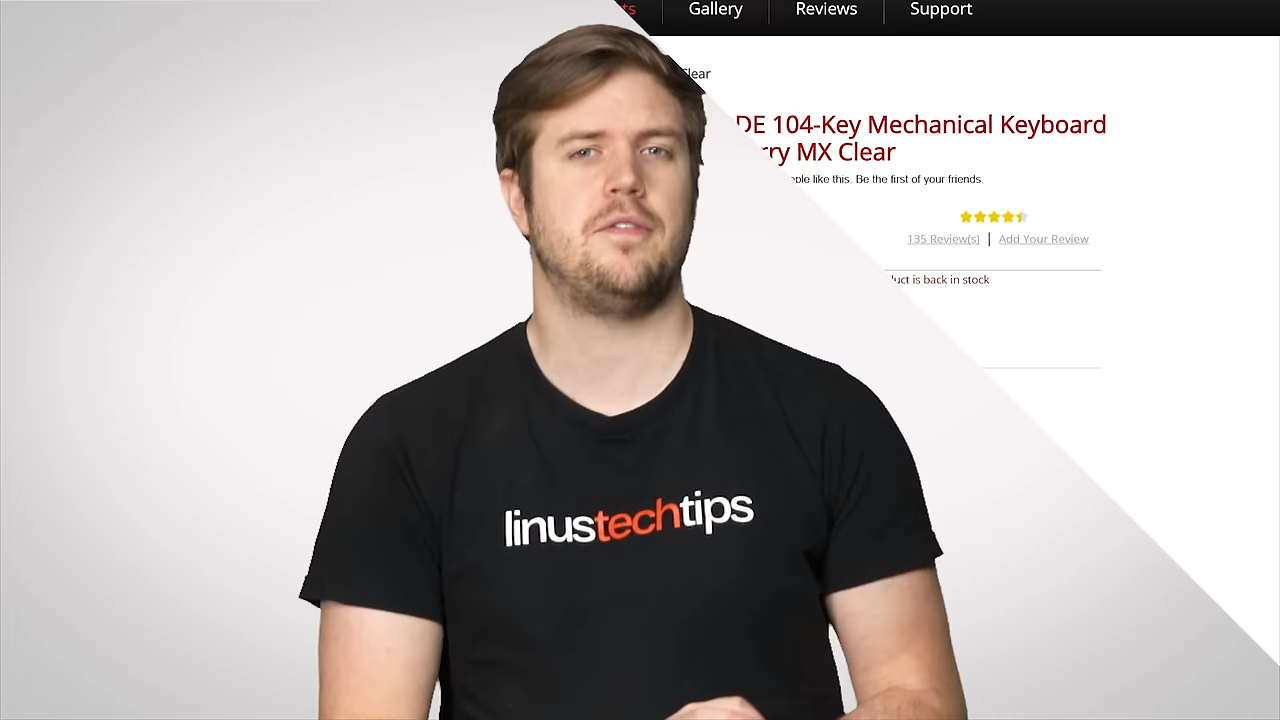 Gallery
Reviews
Support
Clear
DE 104-Key Mechanical Keyboard
rry MX Clear
ople like this. Be the first of your friends.
135 Review(s) | Add Your Review
uct is back in stock
linustechtips